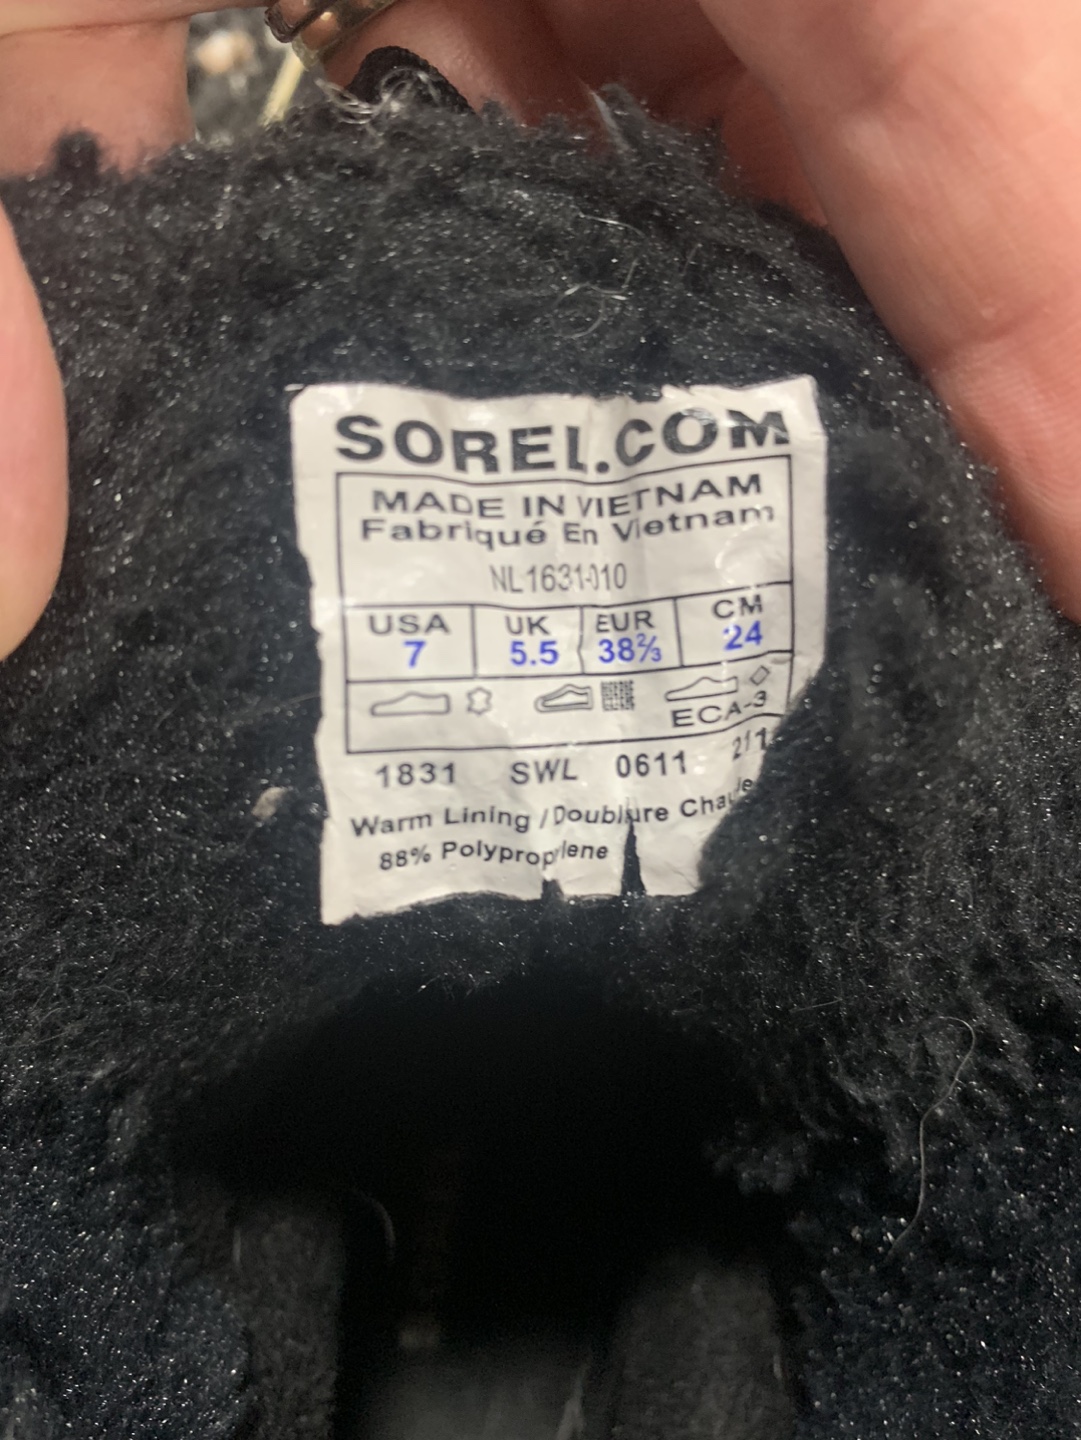 SOREL.COM
MADE IN VIETNAM
Fabriqué En Vietnam
NL1631-010
USA UK EUR CM
7 5.5 38⅔ 24
ECA-3
1831 SWL 0611
Warm Lining / Doublure
88% Polypropylene